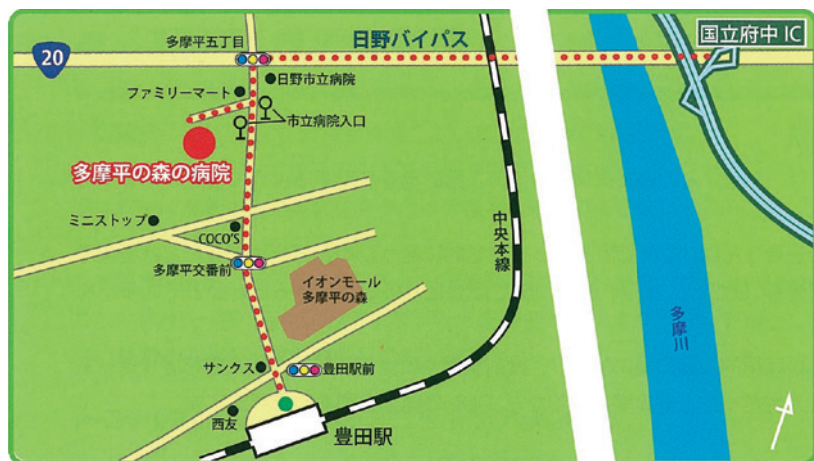 国立府中 IC
多摩平五丁目
日野バイパス
20
日野市立病院
ファミリーマート
市立病院入口
多摩平の森の病院
ミニストップ
COCO'S
中央本線
多摩平交番前
イオンモール
多摩平の森
多摩川
サンクス
豊田駅前
西友
豊田駅